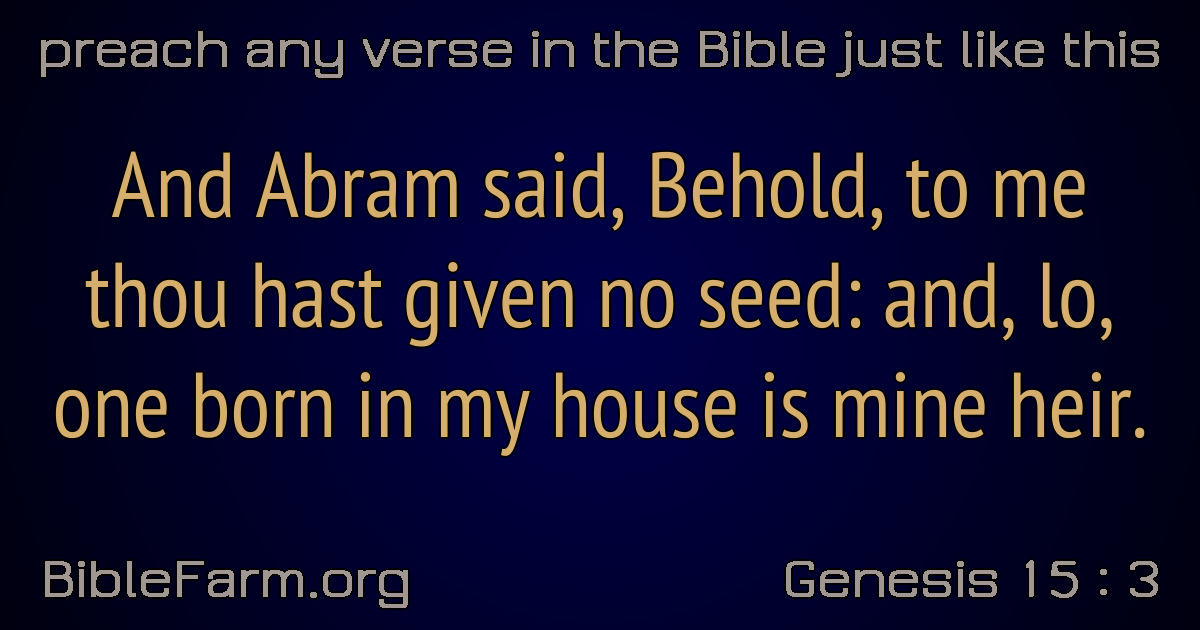 preach any verse in the Bible just like this
And Abram said, Behold, to me
thou hast given no seed: and, lo,
one born in my house is mine heir.
BibleFarm.org
Genesis 15 : 3